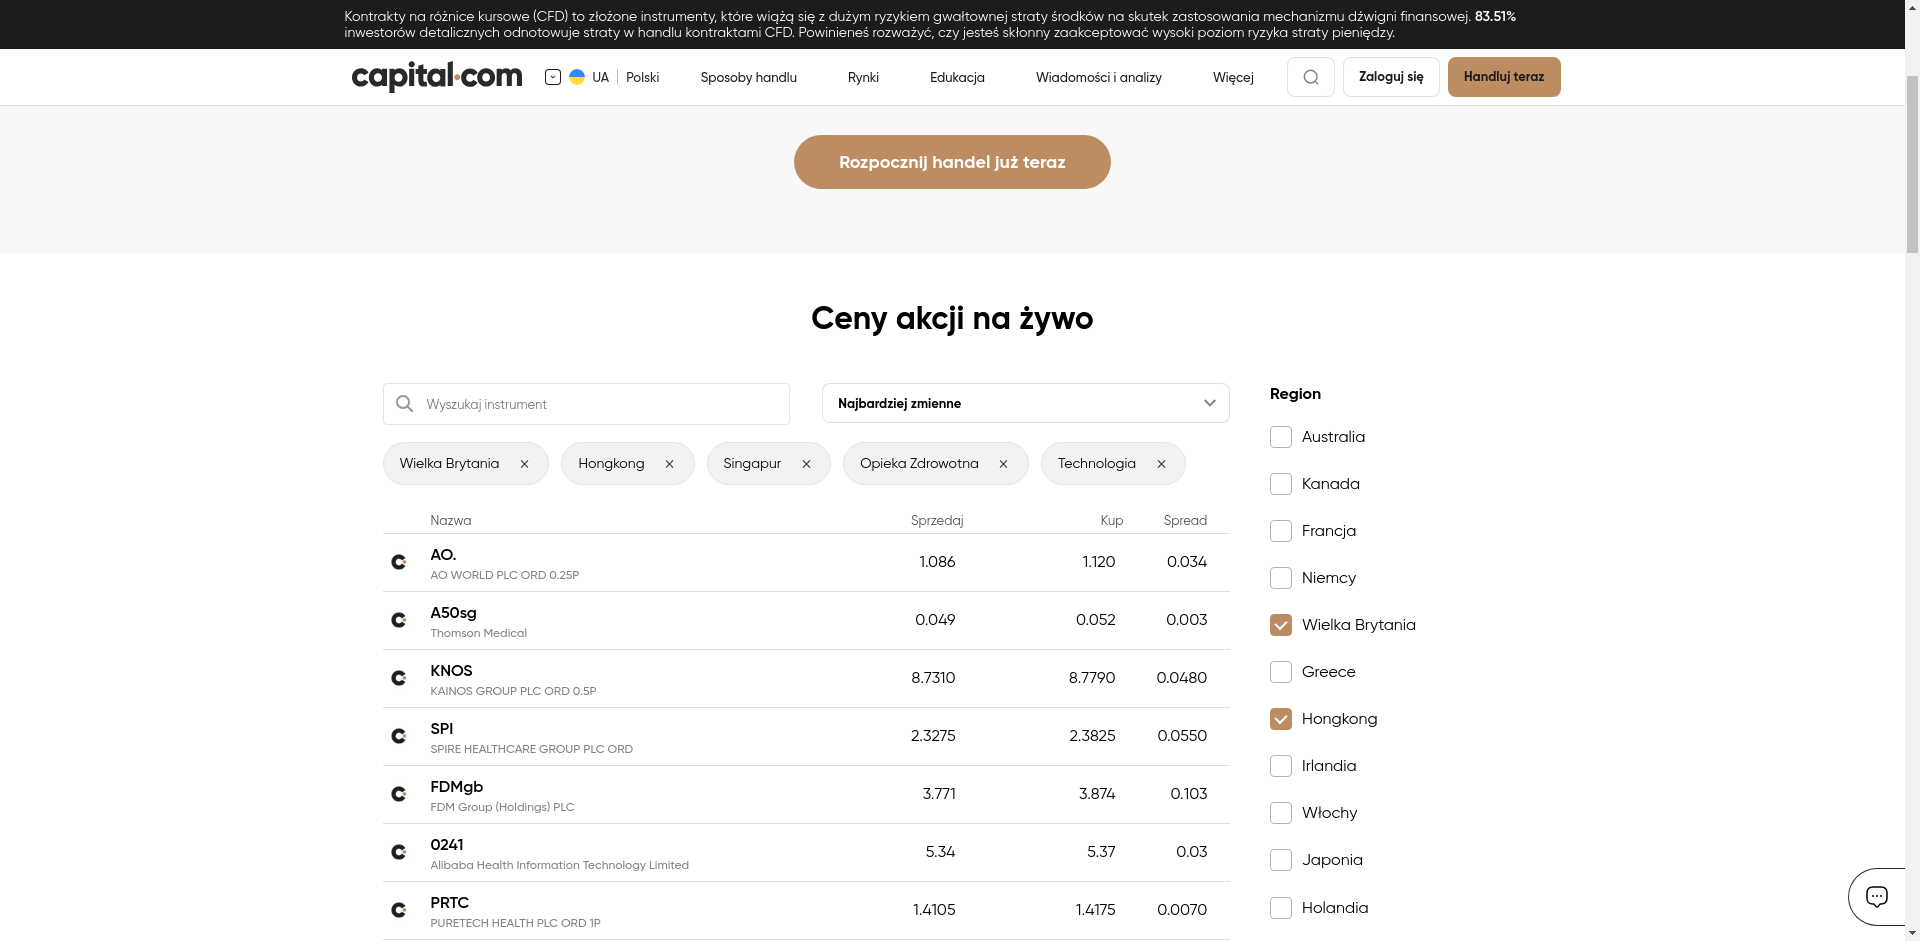 Kontrakty na różnice kursowe (CFD) to złożone instrumenty, które wiążą się z dużym ryzykiem gwałtownej straty środków na skutek zastosowania mechanizmu dźwigni finansowej. 83.51%
inwestorów detalicznych odnotowuje straty w handlu kontraktami CFD. Powinieneś rozważyć, czy jesteś skłonny zaakceptować wysoki poziom ryzyka straty pieniędzy.
capital.com UA Polski Sposoby handlu Rynki Edukacja Wiadomości i analizy Więcej Zaloguj się Handluj teraz
Rozpocznij handel już teraz
Ceny akcji na żywo
Wyszukaj instrument
Najbardziej zmienne
Wielka Brytania Hongkong Singapur Opieka Zdrowotna Technologia
Nazwa Sprzedaj Kup Spread
AO. 1.086 1.120 0.034
AO WORLD PLC ORD 0.25P
A50sg 0.049 0.052 0.003
Thomson Medical
KNOS 8.7310 8.7790 0.0480
KAINOS GROUP PLC ORD 0.5P
SPI 2.3275 2.3825 0.0550
SPIRE HEALTHCARE GROUP PLC ORD
FDMgb 3.771 3.874 0.103
FDM Group (Holdings) PLC
0241 5.34 5.37 0.03
Alibaba Health Information Technology Limited
PRTC 1.4105 1.4175 0.0070
PURETECH HEALTH PLC ORD 1P
Region
Australia
Kanada
Francja
Niemcy
Wielka Brytania
Greece
Hongkong
Irlandia
Włochy
Japonia
Holandia